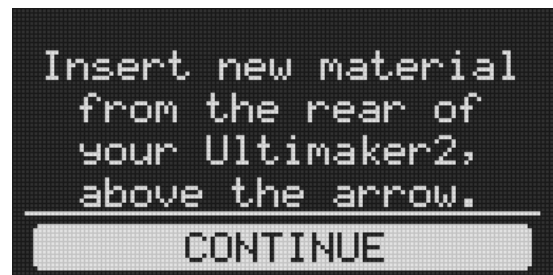 Insert new material
from the rear of
your Ultimaker2,
above the arrow.
CONTINUE